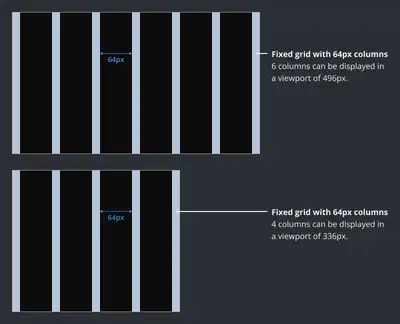 64px
Fixed grid with 64px columns
6 columns can be displayed in
a viewport of 496px.
64px
Fixed grid with 64px columns
4 columns can be displayed in
a viewport of 336px.